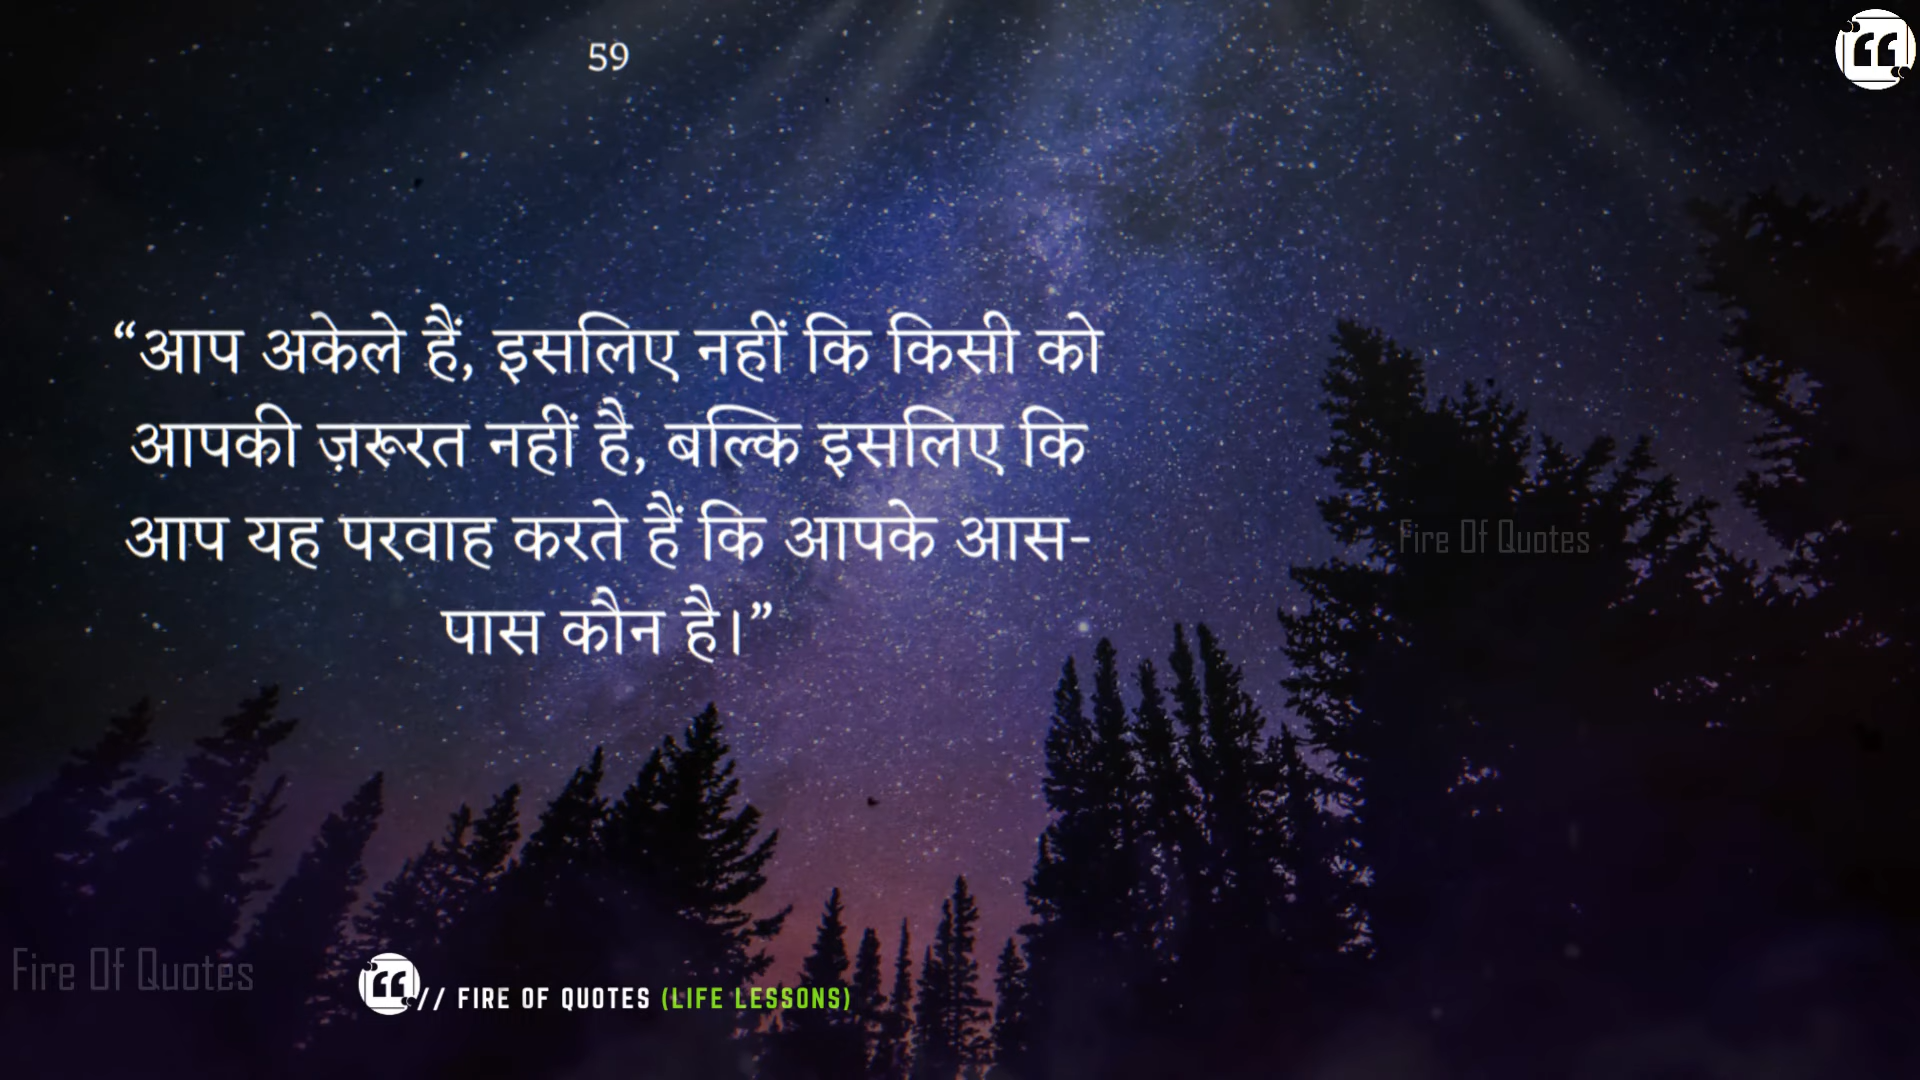 59
“आप अकेले हैं, इसलिए नहीं कि किसी को
आपकी ज़रूरत नहीं है, बल्कि इसलिए कि
आप यह परवाह करते हैं कि आपके आस-
पास कौन है।”
Fire Of Quotes
Fire Of Quotes
// FIRE OF QUOTES (LIFE LESSONS)